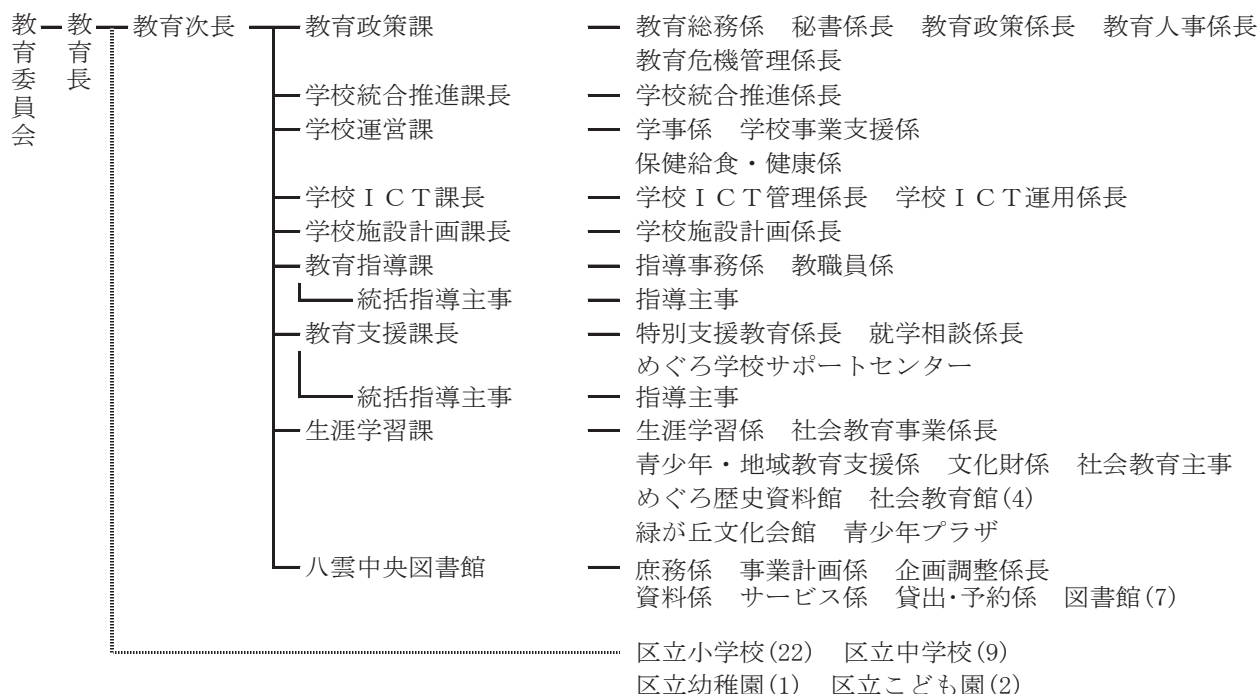 教育委員会
教育長
教育次長
教育政策課
教育総務係　秘書係長　教育政策係長　教育人事係長
教育危機管理係長
学校統合推進課長
学校統合推進係長
学校運営課
学事係　学校事業支援係
保健給食・健康係
学校ＩＣＴ課長
学校ＩＣＴ管理係長　学校ＩＣＴ運用係長
学校施設計画課長
学校施設計画係長
教育指導課
指導事務係　教職員係
統括指導主事
指導主事
教育支援課長
特別支援教育係長　就学相談係長
めぐろ学校サポートセンター
統括指導主事
指導主事
生涯学習課
生涯学習係　社会教育事業係長
青少年・地域教育支援係　文化財係　社会教育主事
めぐろ歴史資料館　社会教育館(4)
緑が丘文化会館　青少年プラザ
八雲中央図書館
庶務係　事業計画係　企画調整係長
資料係　サービス係　貸出・予約係　図書館(7)
区立小学校(22)　区立中学校(9)
区立幼稚園(1)　区立こども園(2)